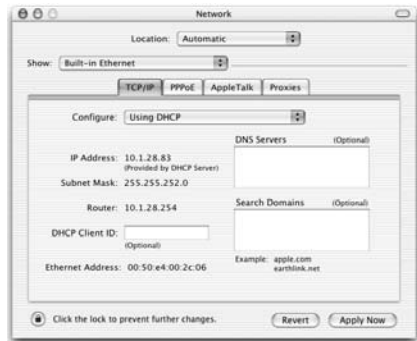 Network
Location: Automatic
Show: Built-in Ethernet
TCP/IP PPPoE AppleTalk Proxies
Configure: Using DHCP
DNS Servers (Optional)
IP Address: 10.1.28.83
(Provided by DHCP Server)
Subnet Mask: 255.255.252.0
Router: 10.1.28.254
Search Domains (Optional)
DHCP Client ID:
(Optional)
Example: apple.com
earthlink.net
Ethernet Address: 00:50:e4:00:2c:06
Click the lock to prevent further changes.
Revert Apply Now